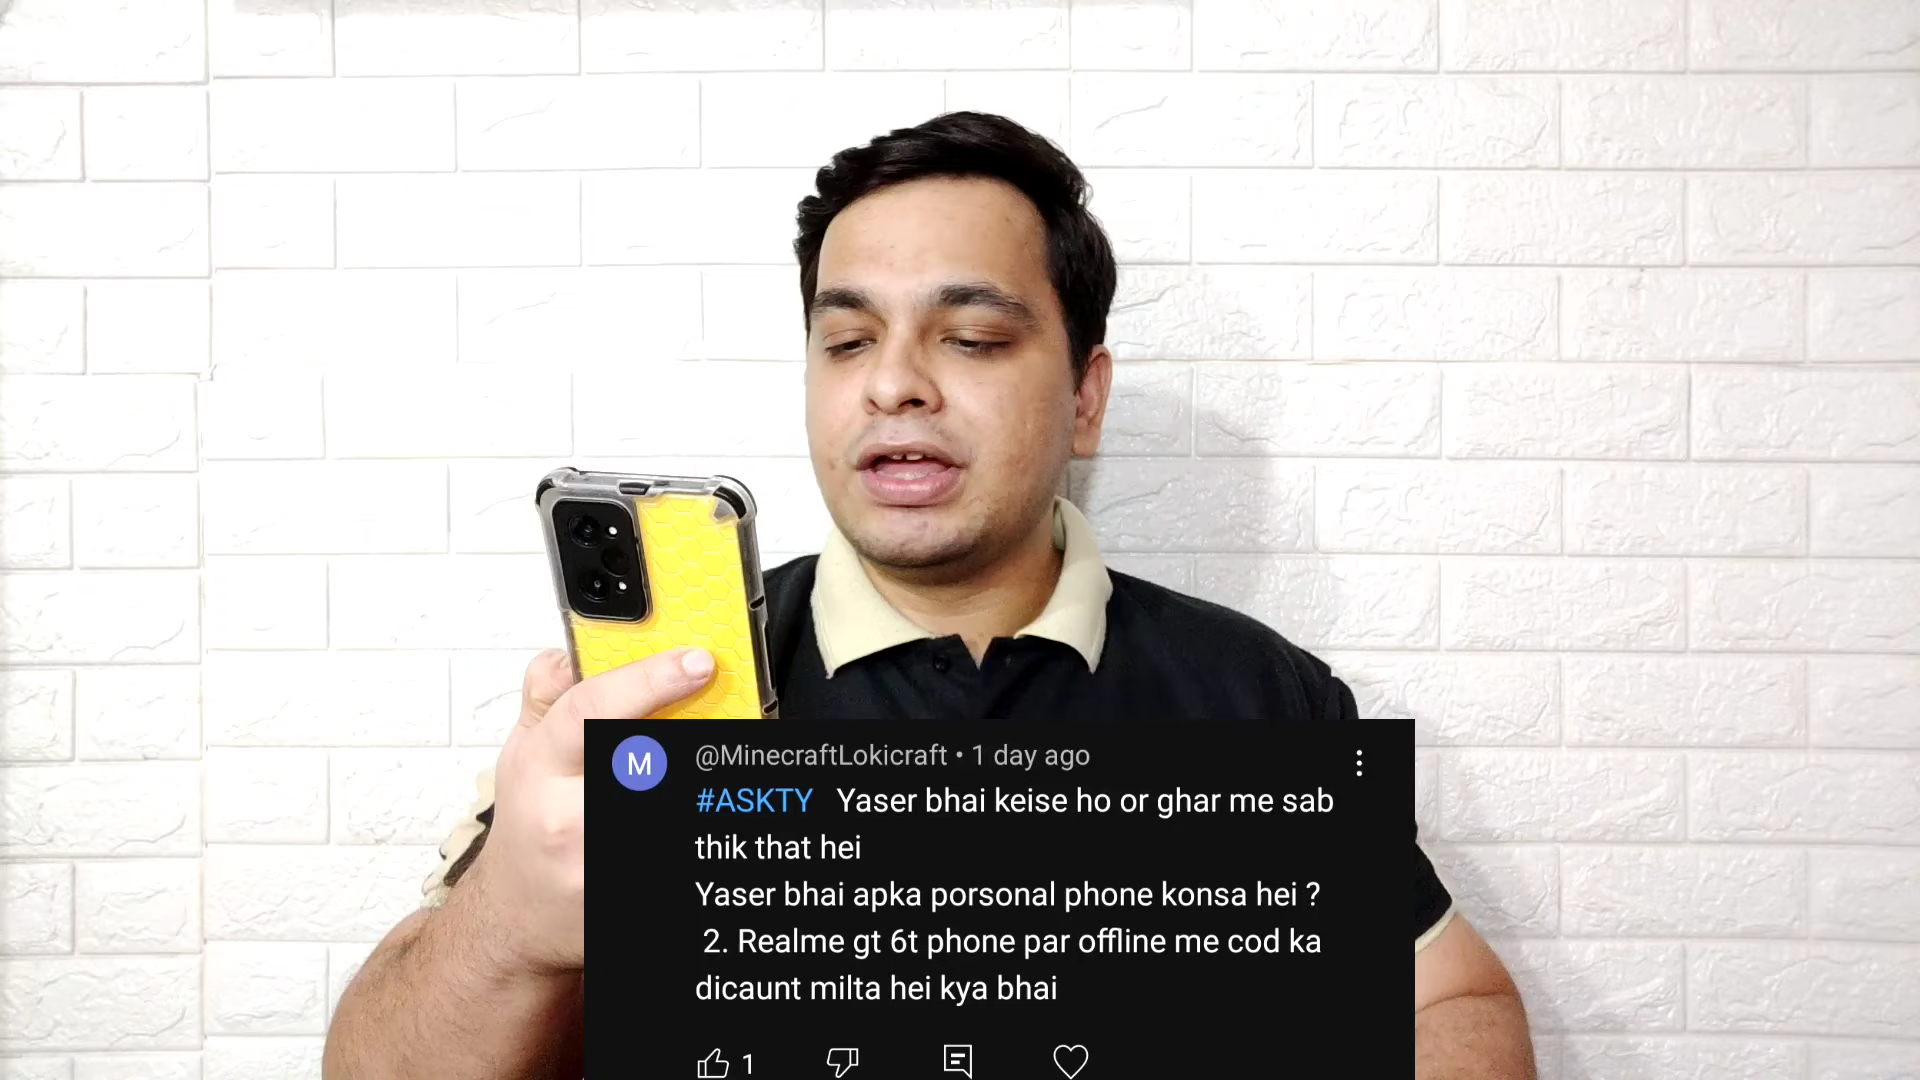 M
@MinecraftLokicraft • 1 day ago
#ASKTY Yaser bhai keise ho or ghar me sab
thik that hei
Yaser bhai apka porsonal phone konsa hei ?
2. Realme gt 6t phone par offline me cod ka
dicaunt milta hei kya bhai
1